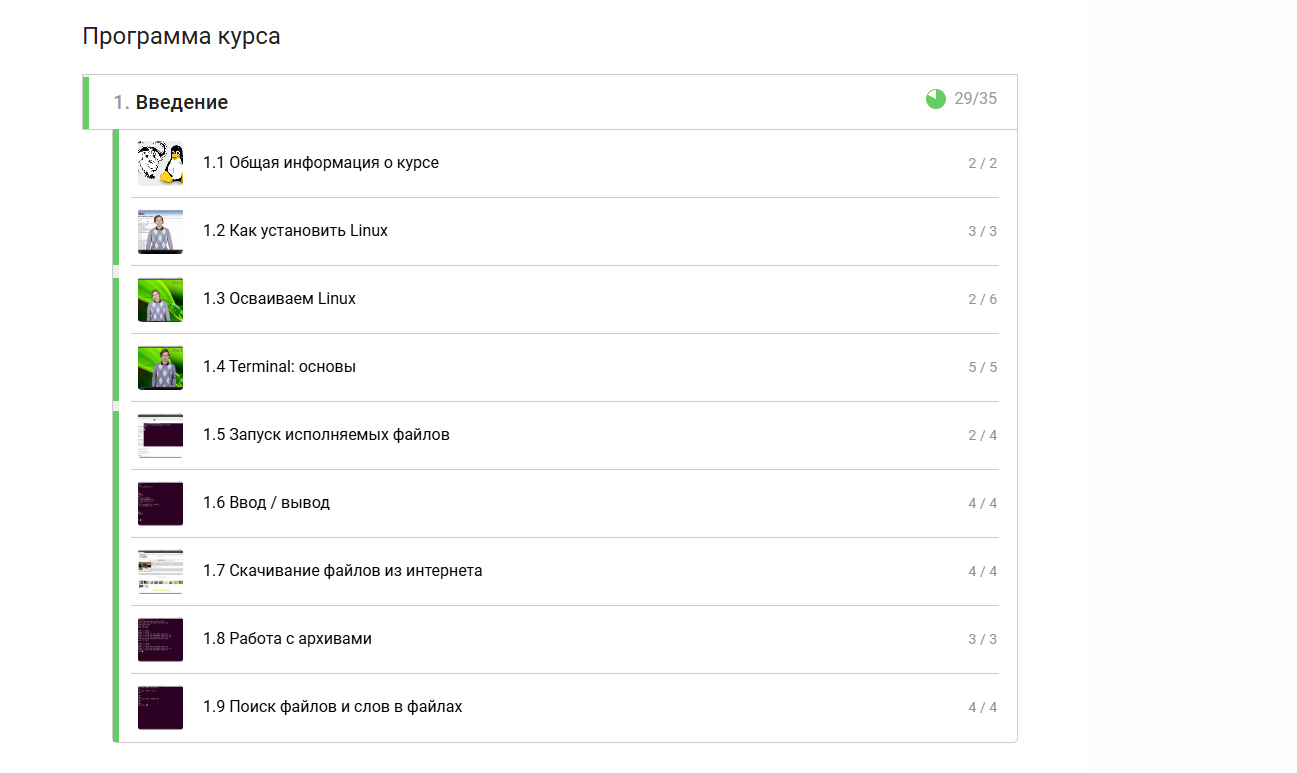 Программа курса
1. Введение 29/35
1.1 Общая информация о курсе 2 / 2
1.2 Как установить Linux 3 / 3
1.3 Осваиваем Linux 2 / 6
1.4 Terminal: основы 5 / 5
1.5 Запуск исполняемых файлов 2 / 4
1.6 Ввод / вывод 4 / 4
1.7 Скачивание файлов из интернета 4 / 4
1.8 Работа с архивами 3 / 3
1.9 Поиск файлов и слов в файлах 4 / 4